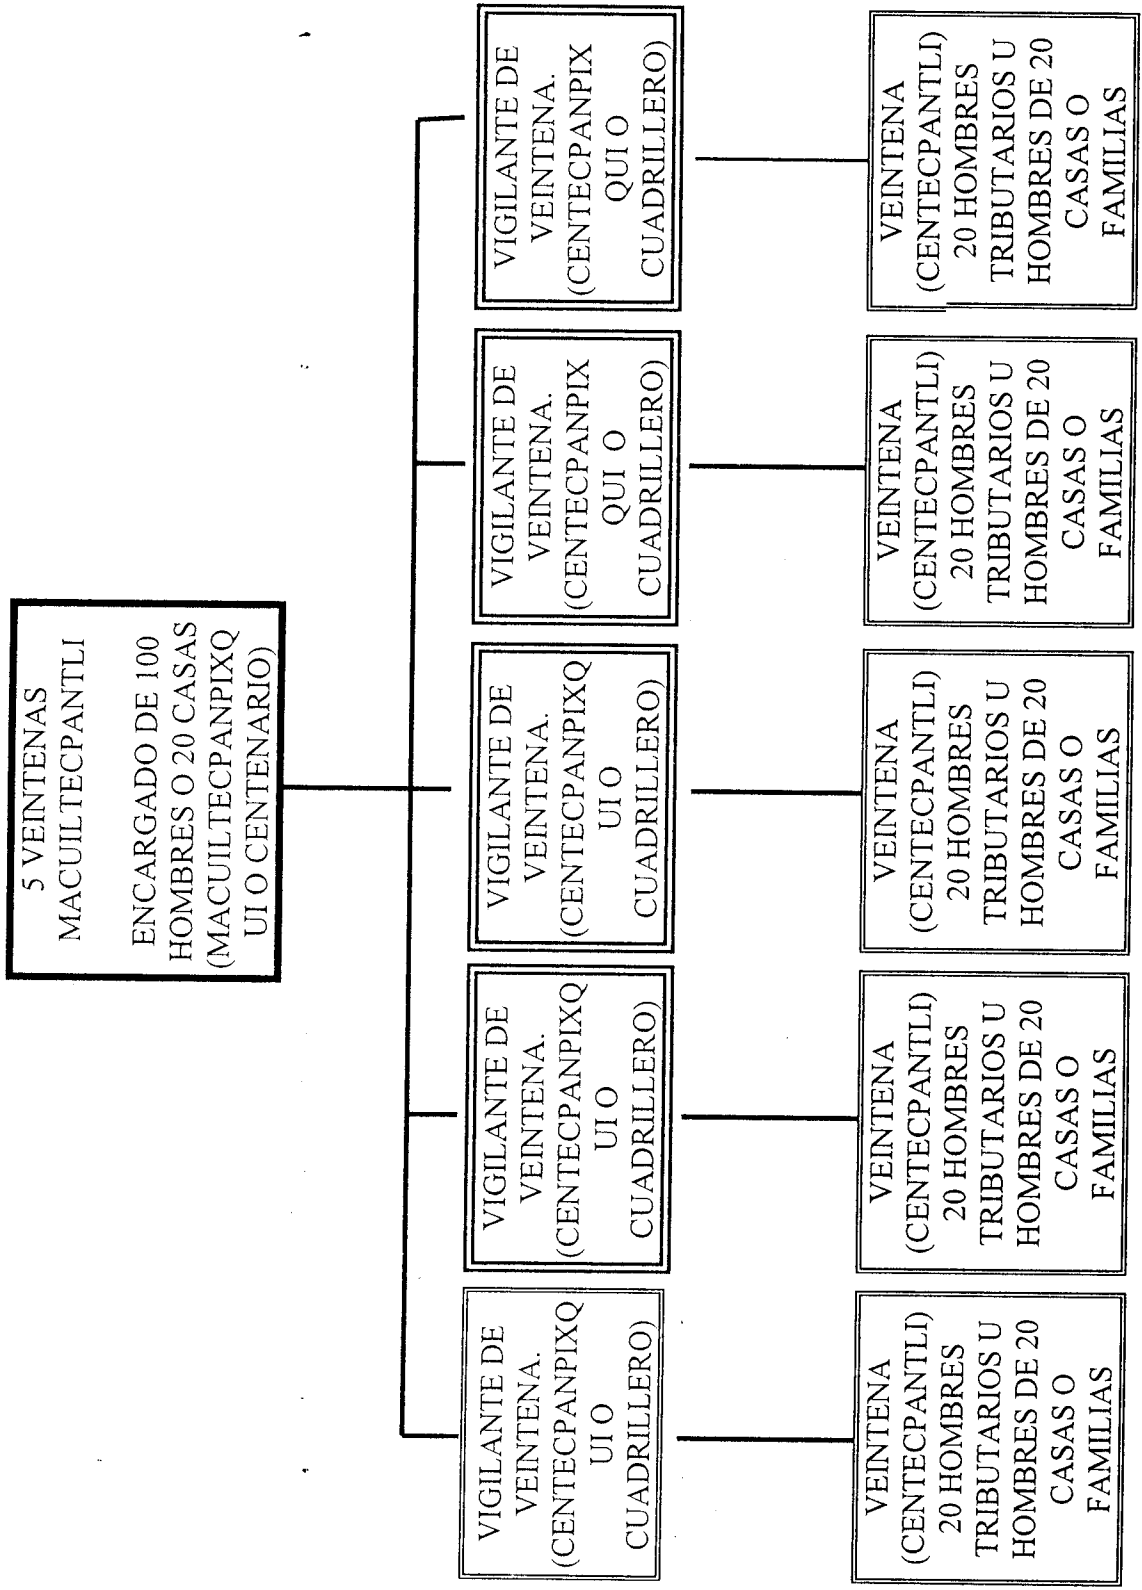 5 VEINTENAS
MACUILTECPANTLI
ENCARGADO DE 100
HOMBRES O 20 CASAS
(MACUILTECPANPIXQ
UI O CENTENARIO)
VIGILANTE DE
VEINTENA.
(CENTECPANPIXQ
UI O
CUADRILLERO)
VIGILANTE DE
VEINTENA.
(CENTECPANPIXQ
UI O
CUADRILLERO)
VIGILANTE DE
VEINTENA.
(CENTECPANPIXQ
UI O
CUADRILLERO)
VIGILANTE DE
VEINTENA.
(CENTECPANPIX
QUI O
CUADRILLERO)
VIGILANTE DE
VEINTENA.
(CENTECPANPIX
QUI O
CUADRILLERO)
VEINTENA
(CENTECPANTLI)
20 HOMBRES
TRIBUTARIOS U
HOMBRES DE 20
CASAS O
FAMILIAS
VEINTENA
(CENTECPANTLI)
20 HOMBRES
TRIBUTARIOS U
HOMBRES DE 20
CASAS O
FAMILIAS
VEINTENA
(CENTECPANTLI)
20 HOMBRES
TRIBUTARIOS U
HOMBRES DE 20
CASAS O
FAMILIAS
VEINTENA
(CENTECPANTLI)
20 HOMBRES
TRIBUTARIOS U
HOMBRES DE 20
CASAS O
FAMILIAS
VEINTENA
(CENTECPANTLI)
20 HOMBRES
TRIBUTARIOS U
HOMBRES DE 20
CASAS O
FAMILIAS